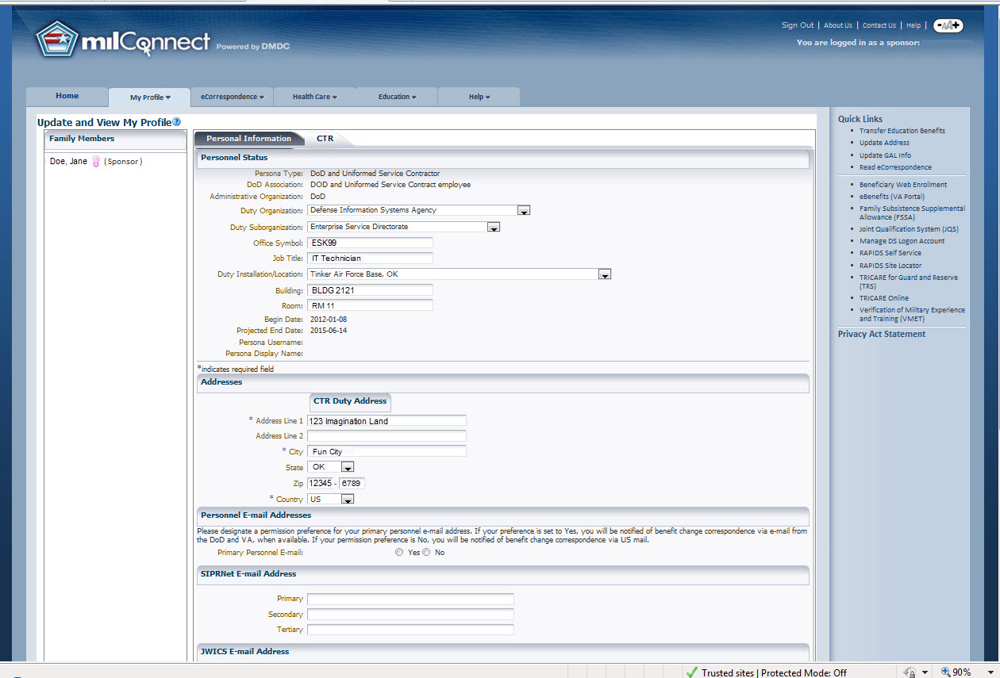 milConnect Powered by DMDC
Sign Out | About Us | Contact Us | Help | -AA+
You are logged in as a sponsor:
Home My Profile eCorrespondence Health Care Education Help
Update and View My Profile ?
Family Members
Doe, Jane (Sponsor)
Personal Information CTR
Personnel Status
Persona Type: DoD and Uniformed Service Contractor
DoD Association: DOD and Uniformed Service Contract employee
Administrative Organization: DoD
Duty Organization: Defense Information Systems Agency
Duty Suborganization: Enterprise Service Directorate
Office Symbol: ESK99
Job Title: IT Technician
Duty Installation/Location: Tinker Air Force Base, OK
Building: BLDG 2121
Room: RM 11
Begin Date: 2012-01-08
Projected End Date: 2015-06-14
Persona Username:
Persona Display Name:
*indicates required field
Addresses
CTR Duty Address
* Address Line 1 123 Imagination Land
Address Line 2
* City Fun City
State OK
Zip 12345 - 6789
* Country US
Personnel E-mail Addresses
Please designate a permission preference for your primary personnel e-mail address. If your preference is set to Yes, you will be notified of benefit change correspondence via e-mail from
the DoD and VA, when available. If your permission preference is No, you will be notified of benefit change correspondence via US mail.
Primary Personnel E-mail: Yes No
SIPRNet E-mail Address
Primary
Secondary
Tertiary
JWICS E-mail Address
Quick Links
• Transfer Education Benefits
• Update Address
• Update GAL Info
• Read eCorrespondence
• Beneficiary Web Enrollment
• eBenefits (VA Portal)
• Family Subsistence Supplemental
Allowance (FSSA)
• Joint Qualification System (JQS)
• Manage DS Logon Account
• RAPIDS Self Service
• RAPIDS Site Locator
• TRICARE for Guard and Reserve
(TRS)
• TRICARE Online
• Verification of Military Experience
and Training (VMET)
Privacy Act Statement
Trusted sites | Protected Mode: Off
90%